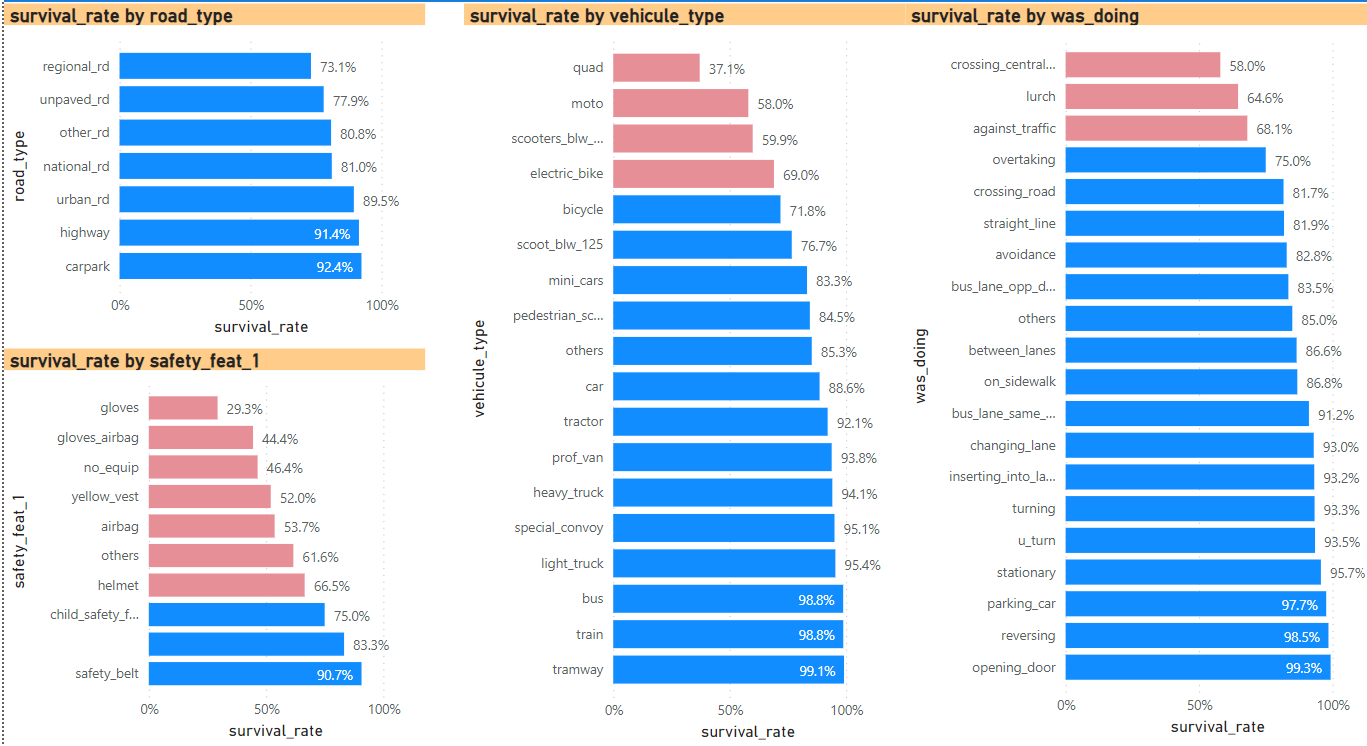 survival_rate by road_type
road_type
regional_rd 73.1%
unpaved_rd 77.9%
other_rd 80.8%
national_rd 81.0%
urban_rd 89.5%
highway 91.4%
carpark 92.4%
0% 50% 100%
survival_rate
survival_rate by safety_feat_1
safety_feat_1
gloves 29.3%
gloves_airbag 44.4%
no_equip 46.4%
yellow_vest 52.0%
airbag 53.7%
others 61.6%
helmet 66.5%
child_safety_f... 75.0%
83.3%
safety_belt 90.7%
0% 50% 100%
survival_rate
survival_rate by vehicule_type
vehicule_type
quad 37.1%
moto 58.0%
scooters_blw_... 59.9%
electric_bike 69.0%
bicycle 71.8%
scoot_blw_125 76.7%
mini_cars 83.3%
pedestrian_sc... 84.5%
others 85.3%
car 88.6%
tractor 92.1%
prof_van 93.8%
heavy_truck 94.1%
special_convoy 95.1%
light_truck 95.4%
bus 98.8%
train 98.8%
tramway 99.1%
0% 50% 100%
survival_rate
survival_rate by was_doing
was_doing
crossing_central... 58.0%
lurch 64.6%
against_traffic 68.1%
overtaking 75.0%
crossing_road 81.7%
straight_line 81.9%
avoidance 82.8%
bus_lane_opp_d... 83.5%
others 85.0%
between_lanes 86.6%
on_sidewalk 86.8%
bus_lane_same_... 91.2%
changing_lane 93.0%
inserting_into_la... 93.2%
turning 93.3%
u_turn 93.5%
stationary 95.7%
parking_car 97.7%
reversing 98.5%
opening_door 99.3%
0% 50% 100%
survival_rate